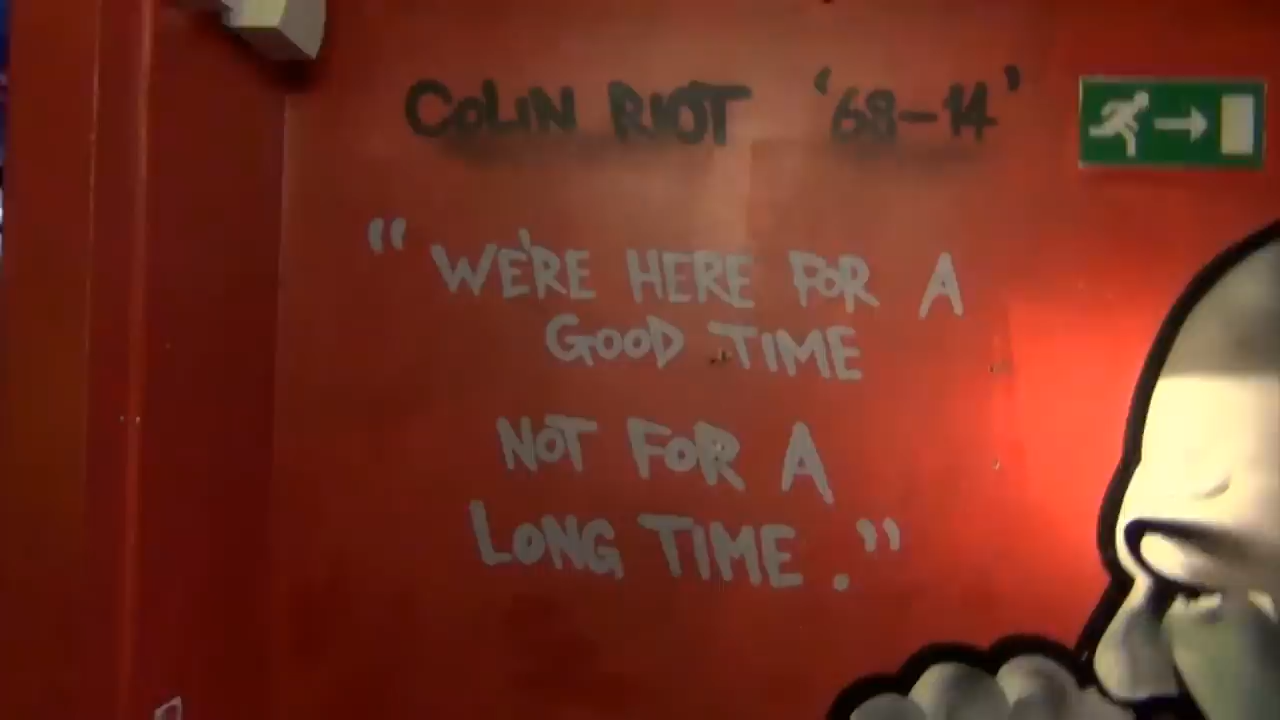 COLIN RIOT '68-14'
"WE'RE HERE FOR A
GOOD TIME
NOT FOR A
LONG TIME."